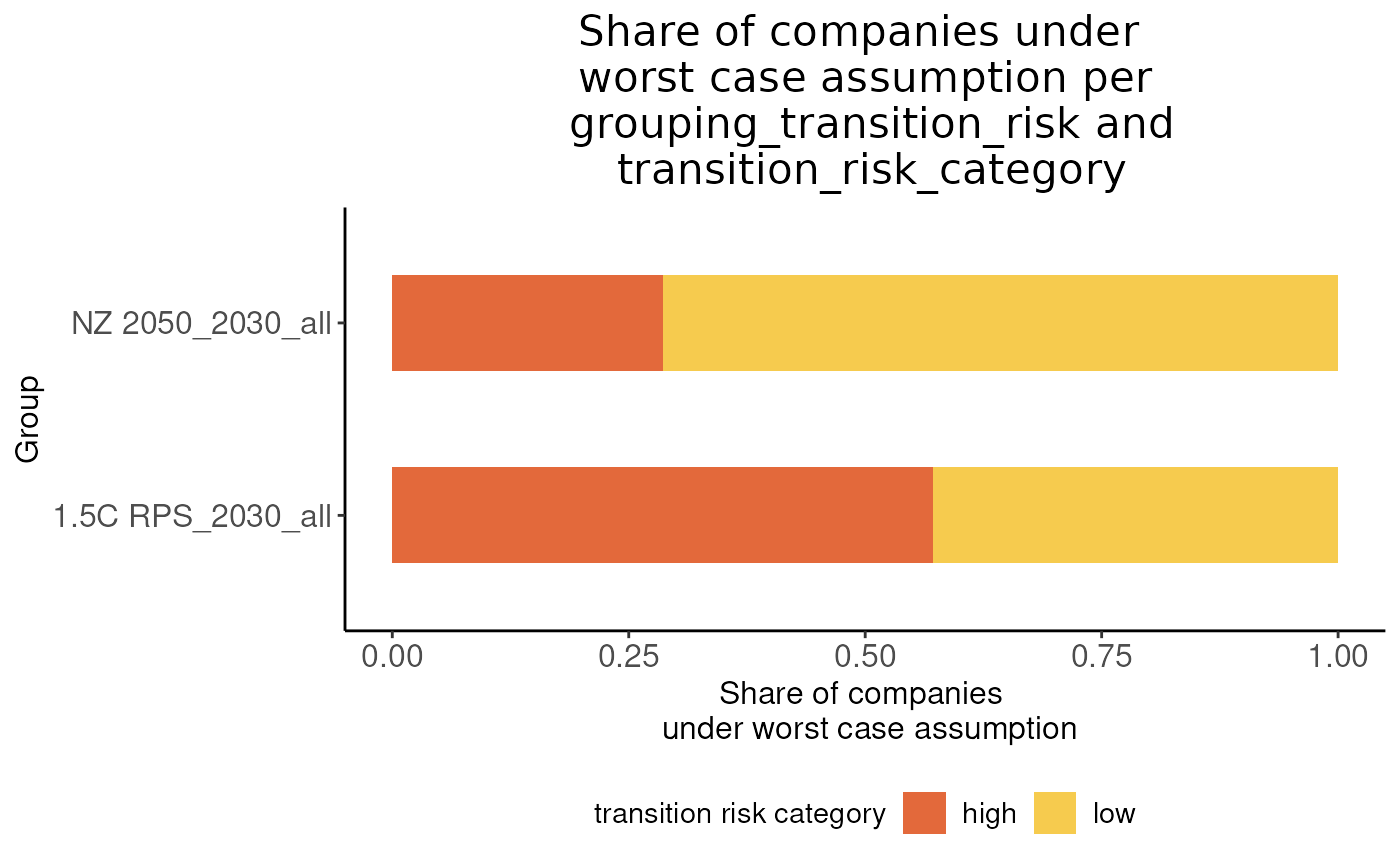 Share of companies under
worst case assumption per
grouping_transition_risk and
transition_risk_category
Group
NZ 2050_2030_all
1.5C RPS_2030_all
0.00 0.25 0.50 0.75 1.00
Share of companies
under worst case assumption
transition risk category high low